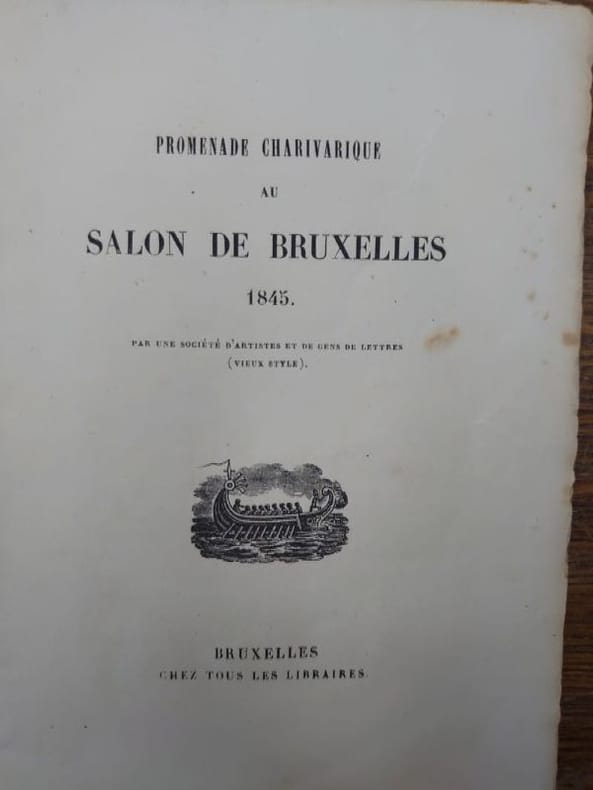 PROMENADE CHARIVARIQUE
AU
SALON DE BRUXELLES
1845.
PAR UNE SOCIÉTÉ D'ARTISTES ET DE GENS DE LETTRES
(VIEUX STYLE).
BRUXELLES
CHEZ TOUS LES LIBRAIRES.